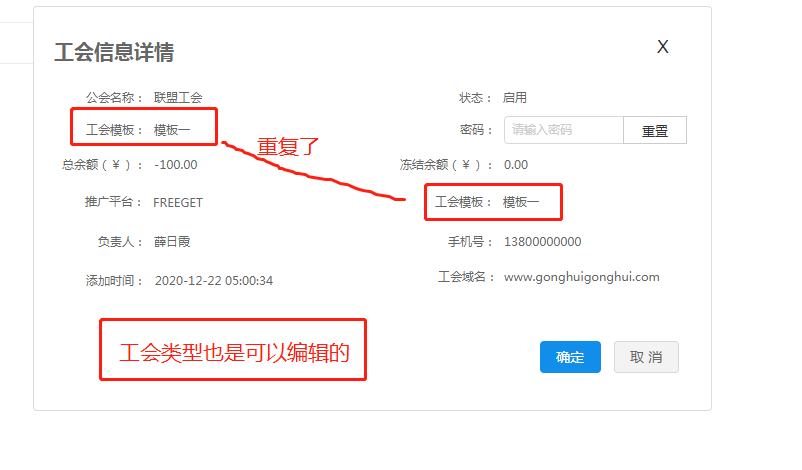 工会信息详情 X
公会名称： 联盟工会 状态： 启用
工会模板： 模板一 密码： 请输入密码 重置
重复了
总余额（￥）： -100.00 冻结余额（￥）： 0.00
推广平台： FREEGET 工会模板： 模板一
负责人： 薛日霞 手机号： 13800000000
添加时间： 2020-12-22 05:00:34 工会域名： www.gonghuigonghui.com
工会类型也是可以编辑的
确定 取 消